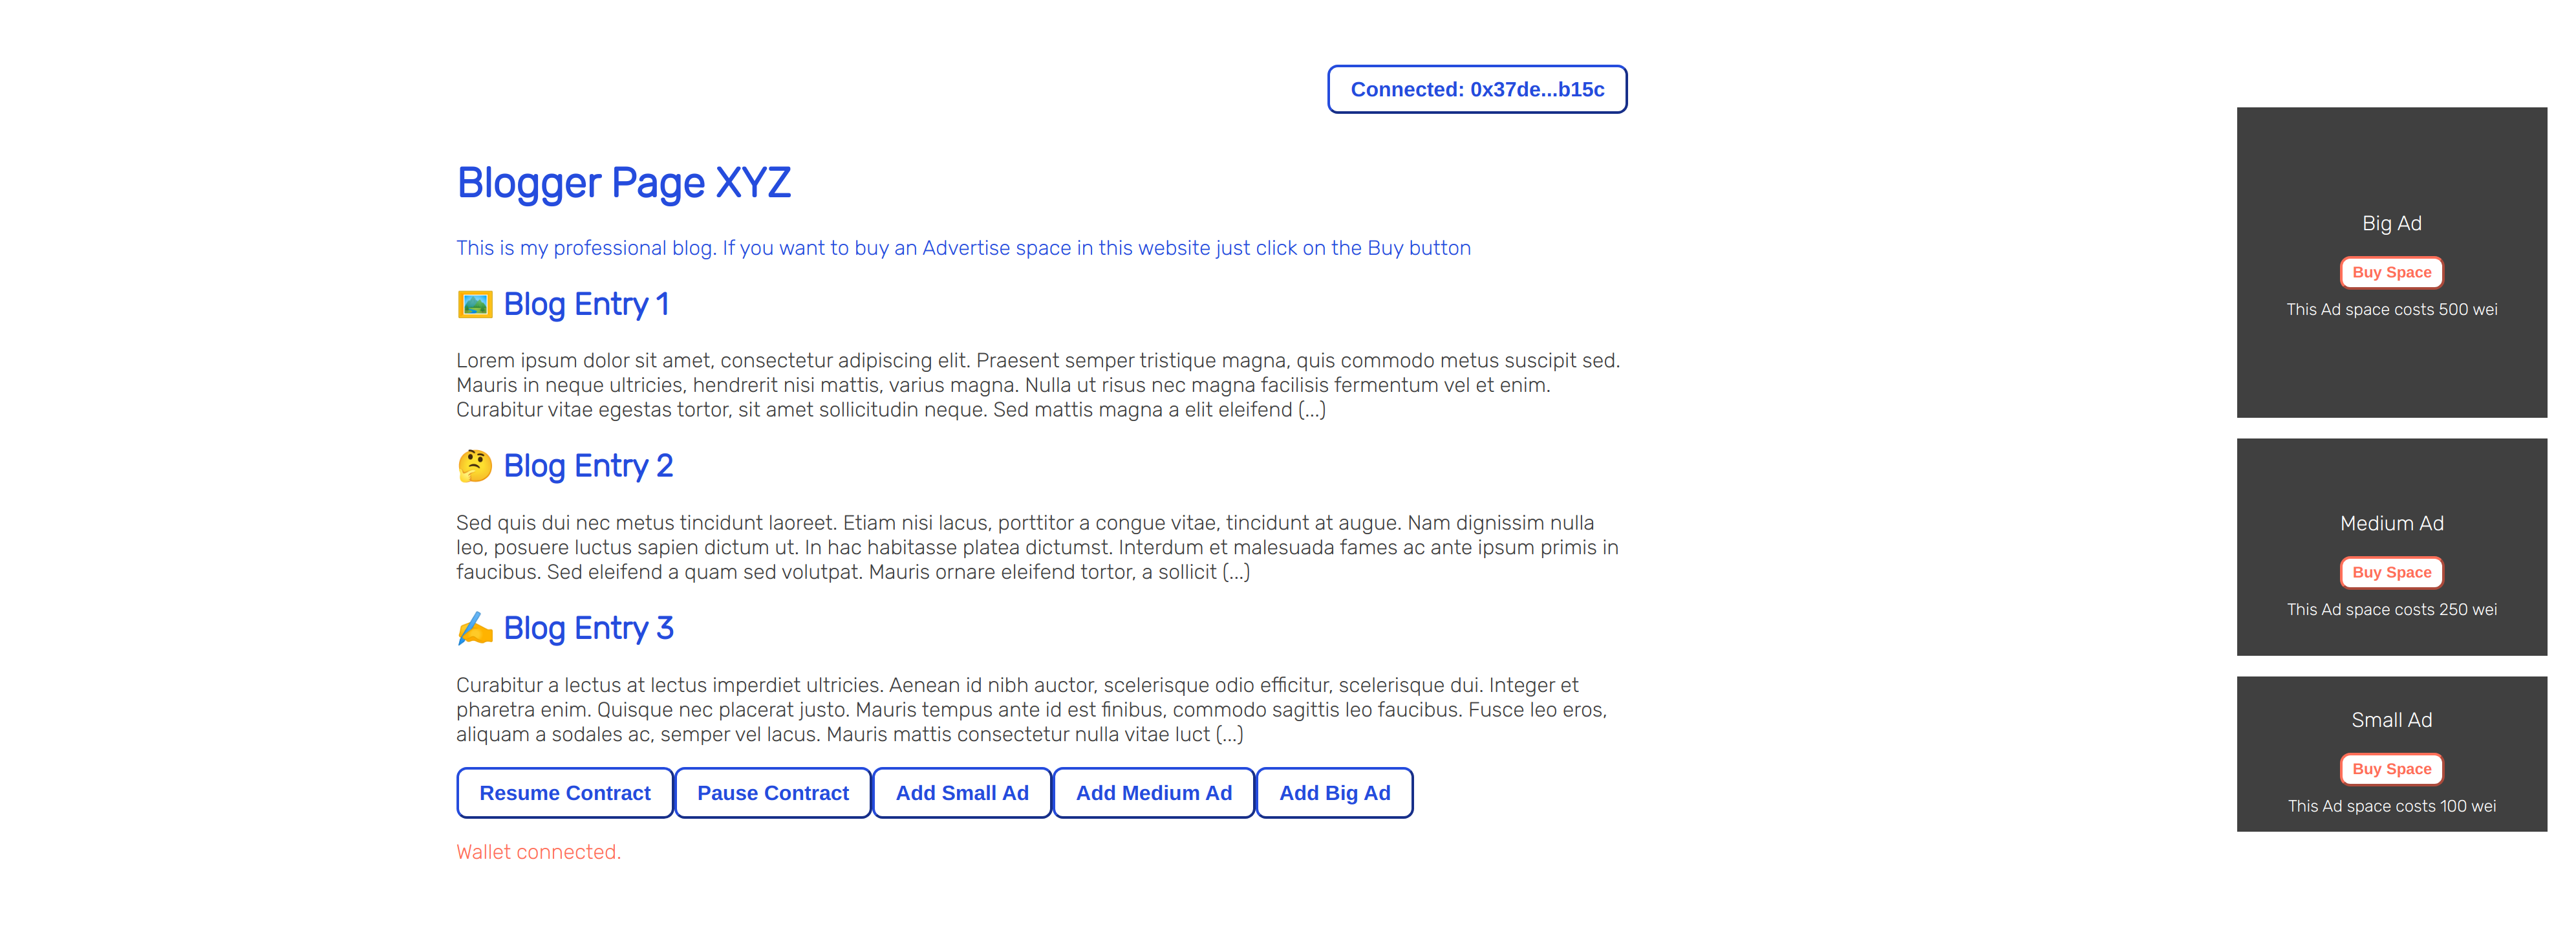 Connected: 0x37de...b15c
Blogger Page XYZ
This is my professional blog. If you want to buy an Advertise space in this website just click on the Buy button
Blog Entry 1
Lorem ipsum dolor sit amet, consectetur adipiscing elit. Praesent semper tristique magna, quis commodo metus suscipit sed.
Mauris in neque ultricies, hendrerit nisi mattis, varius magna. Nulla ut risus nec magna facilisis fermentum vel et enim.
Curabitur vitae egestas tortor, sit amet sollicitudin neque. Sed mattis magna a elit eleifend (...)
Blog Entry 2
Sed quis dui nec metus tincidunt laoreet. Etiam nisi lacus, porttitor a congue vitae, tincidunt at augue. Nam dignissim nulla
leo, posuere luctus sapien dictum ut. In hac habitasse platea dictumst. Interdum et malesuada fames ac ante ipsum primis in
faucibus. Sed eleifend a quam sed volutpat. Mauris ornare eleifend tortor, a sollicit (...)
Blog Entry 3
Curabitur a lectus at lectus imperdiet ultricies. Aenean id nibh auctor, scelerisque odio efficitur, scelerisque dui. Integer et
pharetra enim. Quisque nec placerat justo. Mauris tempus ante id est finibus, commodo sagittis leo faucibus. Fusce leo eros,
aliquam a sodales ac, semper vel lacus. Mauris mattis consectetur nulla vitae luct (...)
Resume Contract Pause Contract Add Small Ad Add Medium Ad Add Big Ad
Wallet connected.
Big Ad
Buy Space
This Ad space costs 500 wei
Medium Ad
Buy Space
This Ad space costs 250 wei
Small Ad
Buy Space
This Ad space costs 100 wei